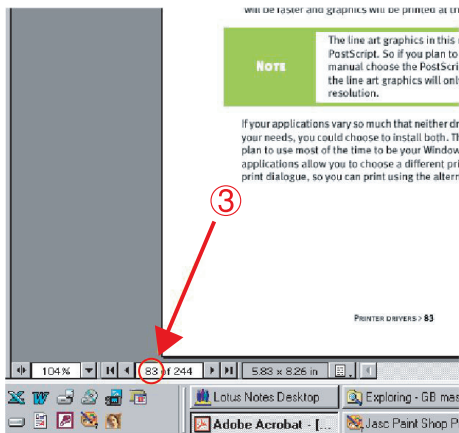 will be faster and graphics will be printed at
NOTE
The line art graphics in this
PostScript. So if you plan to
manual choose the PostScri
the line art graphics will onl
resolution.
If your applications vary so much that neither dr
your needs, you could choose to install both. Th
plan to use most of the time to be your Window
applications allow you to choose a different pri
print dialogue, so you can print using the altern
③
PRINTER DRIVERS > 83
104% 83 of 244 5.83 x 8.26 in
Lotus Notes Desktop Exploring - GB mas
Adobe Acrobat - [... Jasc Paint Shop P